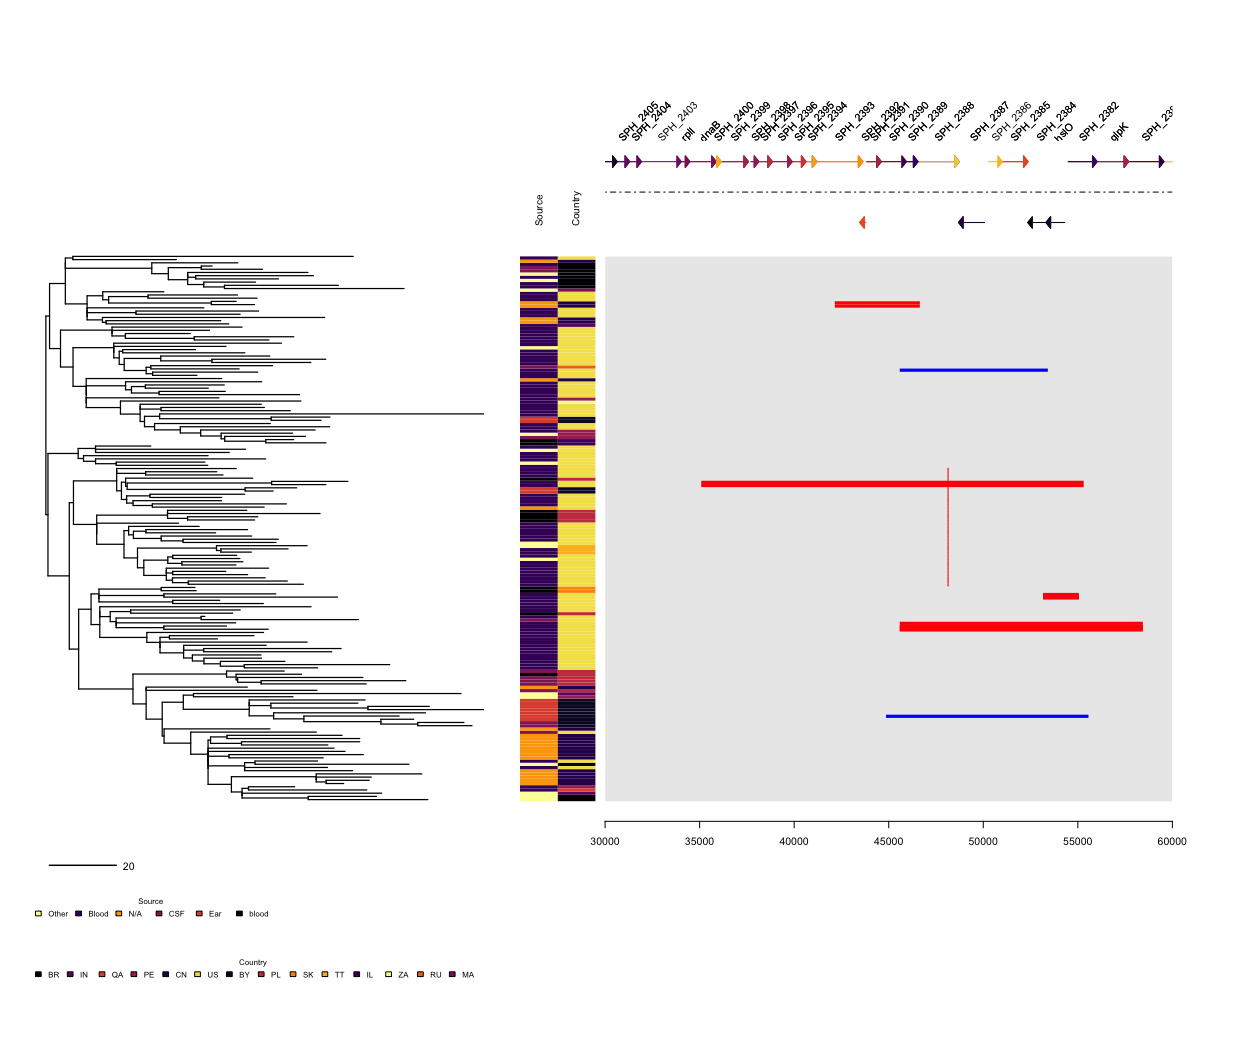 SPH_2405 SPH_2404 SPH_2403 rplI dnaB SPH_2400 SPH_2399 SPH_2398 SPH_2397 SPH_2396 SPH_2395 SPH_2394 SPH_2393 SPH_2392 SPH_2391 SPH_2390 SPH_2389 SPH_2388 SPH_2387 SPH_2386 SPH_2385 SPH_2384 hslO SPH_2382 glpK
Source Country
30000 35000 40000 45000 50000 55000 60000
20
Source
Other Blood N/A CSF Ear blood
Country
BR IN QA PE CN US BY PL SK TT IL ZA RU MA